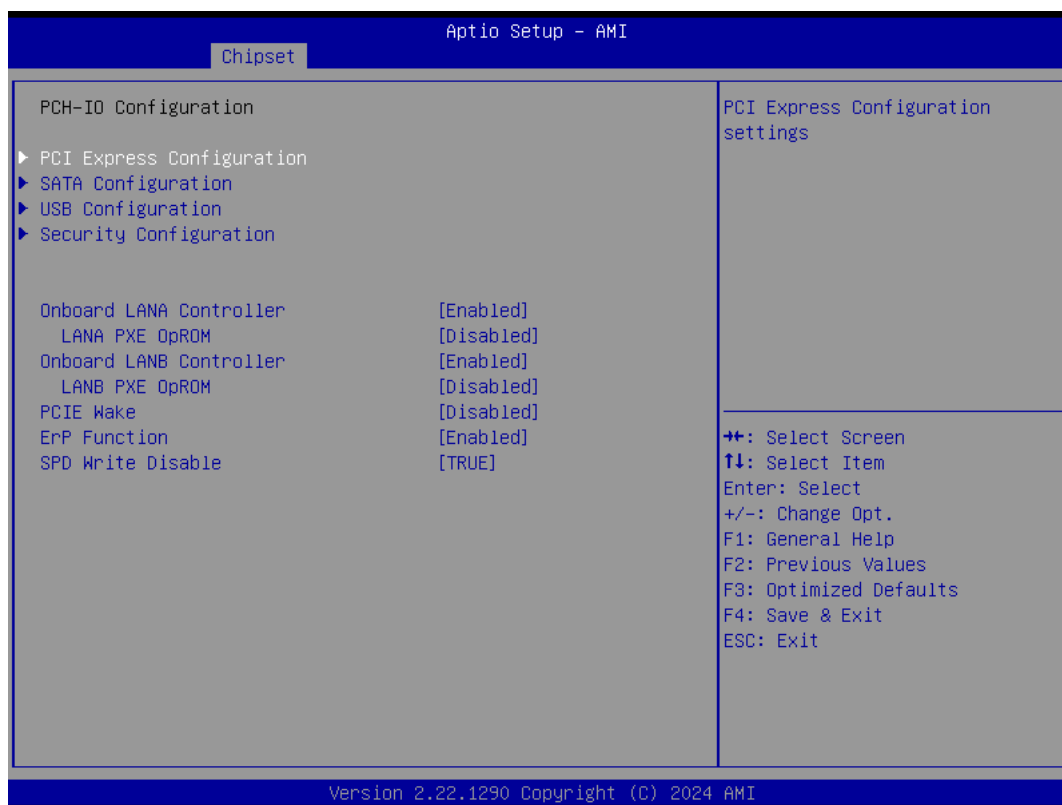 Aptio Setup – AMI
Chipset
PCH-IO Configuration
PCI Express Configuration
SATA Configuration
USB Configuration
Security Configuration
Onboard LANA Controller [Enabled]
LANA PXE OpROM [Disabled]
Onboard LANB Controller [Enabled]
LANB PXE OpROM [Disabled]
PCIE Wake [Disabled]
ErP Function [Enabled]
SPD Write Disable [TRUE]
PCI Express Configuration
settings
→←: Select Screen
↑↓: Select Item
Enter: Select
+/-: Change Opt.
F1: General Help
F2: Previous Values
F3: Optimized Defaults
F4: Save & Exit
ESC: Exit
Version 2.22.1290 Copyright (C) 2024 AMI